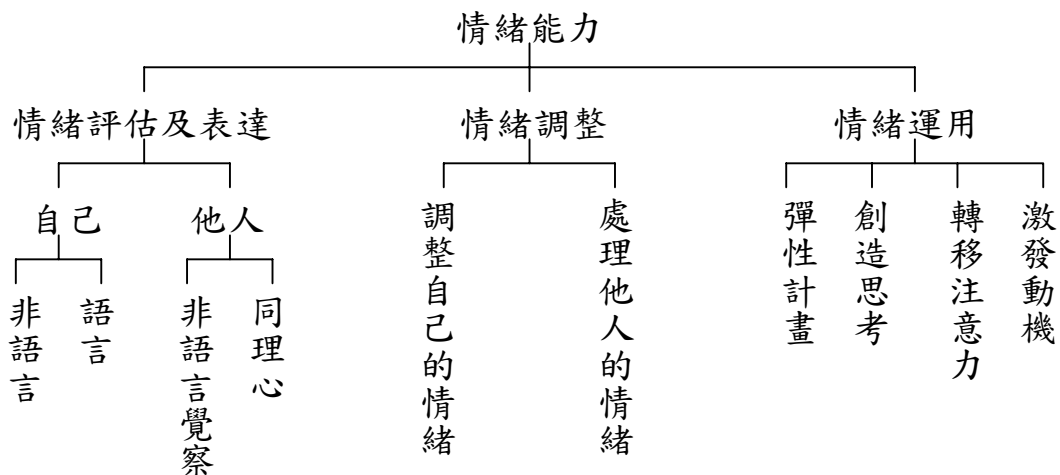 情緒能力
情緒評估及表達
情緒調整
情緒運用
自己
他人
調整自己的情緒
處理他人的情緒
彈性計畫
創造思考
轉移注意力
激發動機
非語言
語言
非語言覺察
同理心